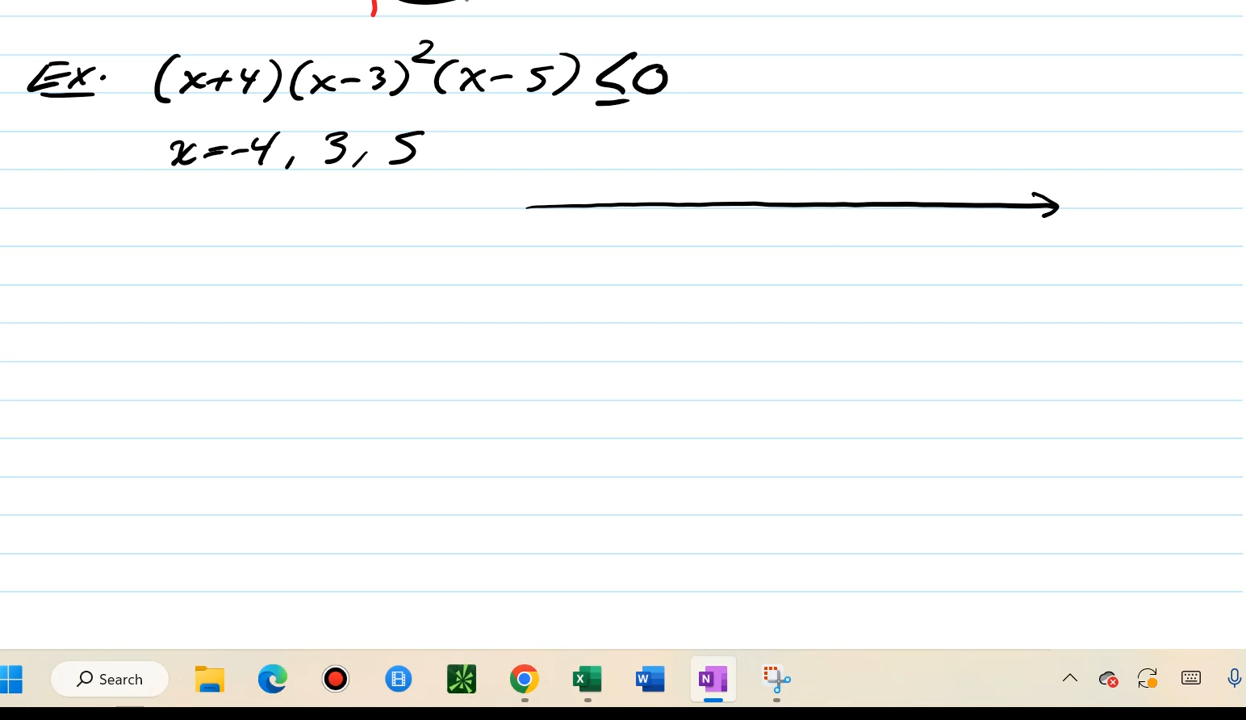 Ex. (x+4)(x-3)²(x-5) ≤ 0
x=-4, 3, 5
Search